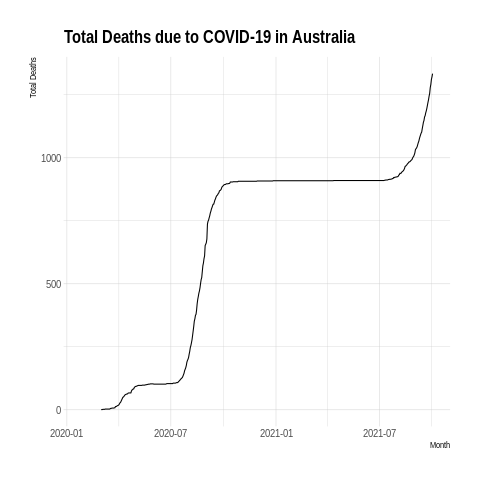 Total Deaths due to COVID-19 in Australia
Total Deaths
1000
500
0
2020-01 2020-07 2021-01 2021-07
Month